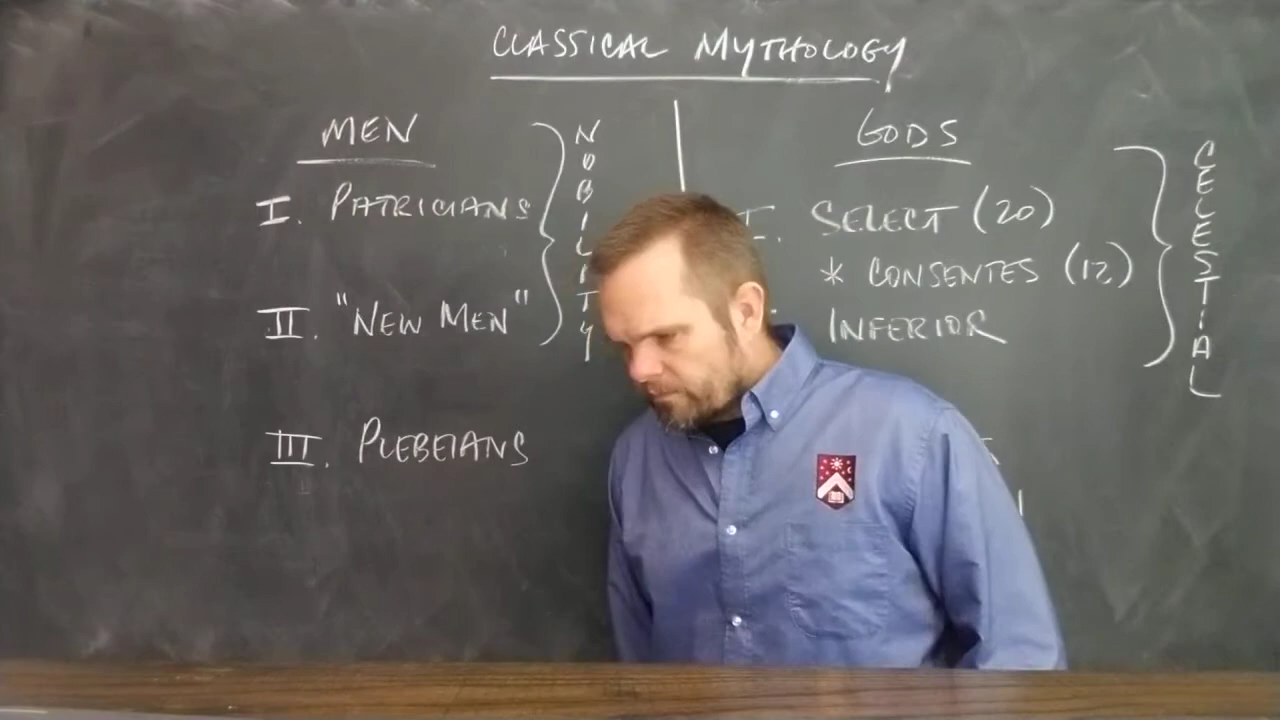 CLASSICAL MYTHOLOGY
MEN
I. PATRICIANS
II. "NEW MEN"
III. PLEBEIANS
NOBILITY
GODS
I. SELECT (20)
* CONSENTES (12)
INFERIOR
CELESTIAL